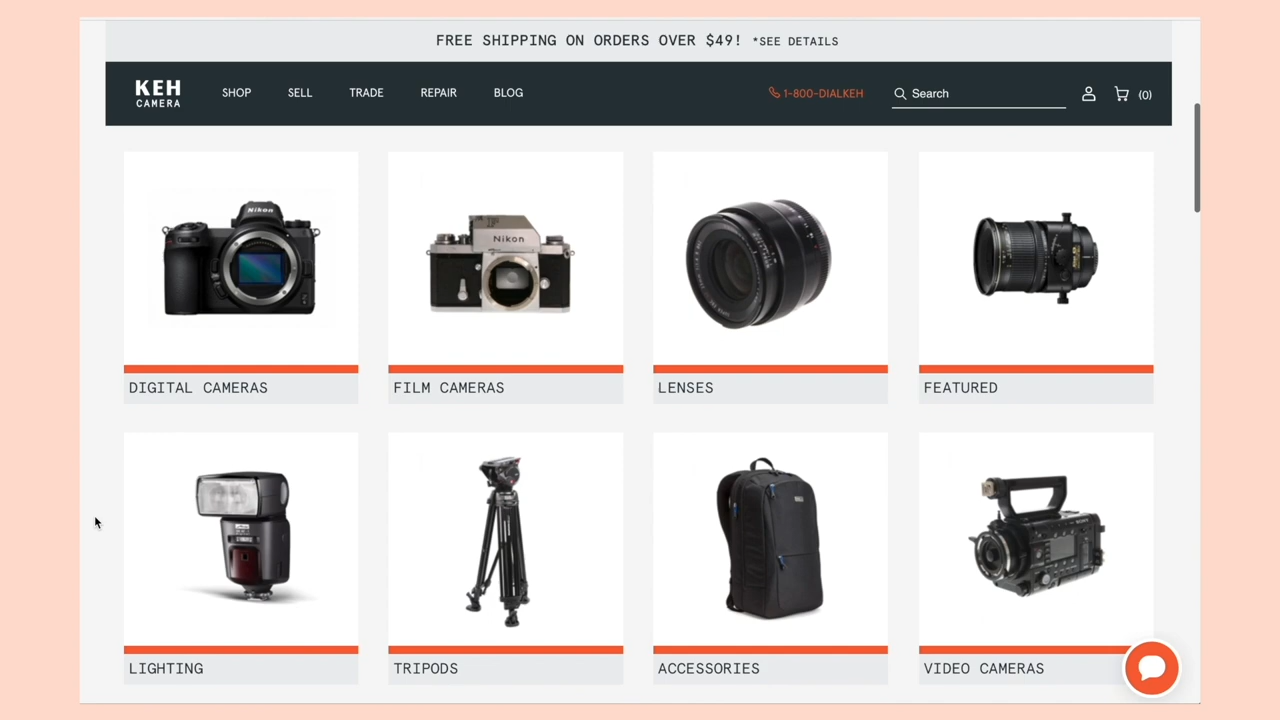 FREE SHIPPING ON ORDERS OVER $49! *SEE DETAILS
KEH
CAMERA
SHOP
SELL
TRADE
REPAIR
BLOG
1-800-DIALKEH
Search
(0)
Nikon
Nikon
DIGITAL CAMERAS
FILM CAMERAS
LENSES
FEATURED
SONY
LIGHTING
TRIPODS
ACCESSORIES
VIDEO CAMERAS